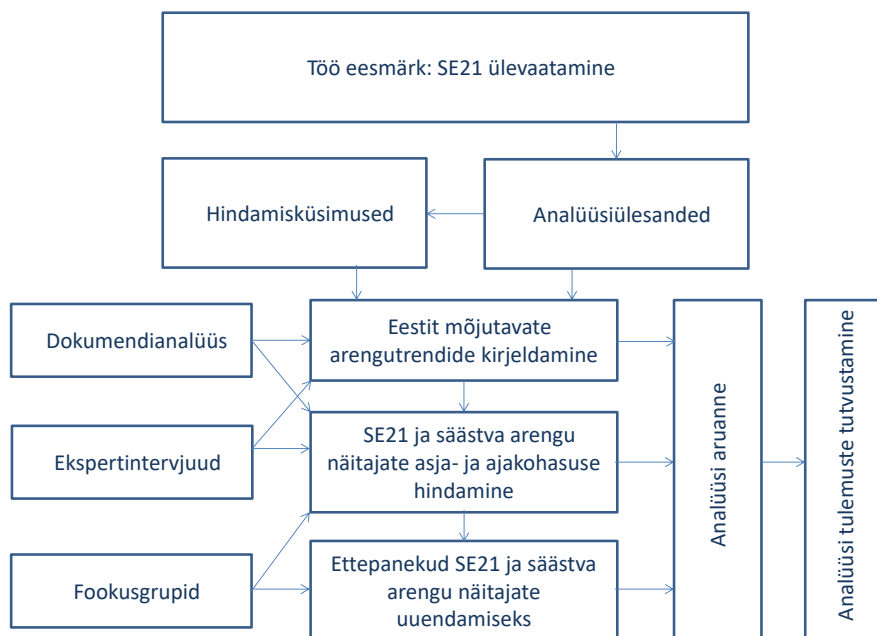 Töö eesmärk: SE21 ülevaatamine
Hindamisküsimused
Analüüsiülesanded
Dokumendianalüüs
Eestit mõjutavate
arengutrendide kirjeldamine
Ekspertintervjuud
SE21 ja säästva arengu
näitajate asja- ja ajakohasuse
hindamine
Fookusgrupid
Ettepanekud SE21 ja säästva
arengu näitajate
uuendamiseks
Analüüsi aruanne
Analüüsi tulemuste tutvustamine